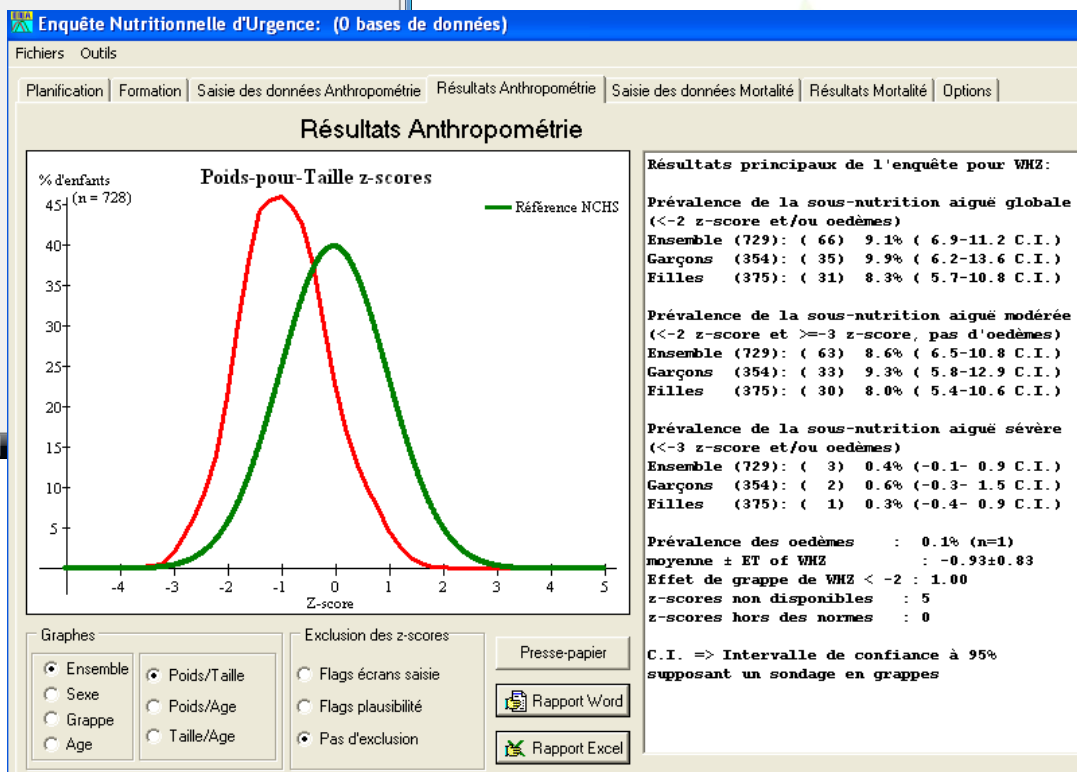 Enquête Nutritionnelle d'Urgence: (0 bases de données)
Fichiers Outils
Planification Formation Saisie des données Anthropométrie Résultats Anthropométrie Saisie des données Mortalité Résultats Mortalité Options
Résultats Anthropométrie
Poids-pour-Taille z-scores
% d'enfants
(n = 728)
Référence NCHS
45
40
35
30
25
20
15
10
5
-4 -3 -2 -1 0 1 2 3 4 5
Z-score
Résultats principaux de l'enquête pour WHZ:
Prévalence de la sous-nutrition aiguë globale
(<-2 z-score et/ou oedèmes)
Ensemble (729): ( 66) 9.1% ( 6.9-11.2 C.I.)
Garçons (354): ( 35) 9.9% ( 6.2-13.6 C.I.)
Filles (375): ( 31) 8.3% ( 5.7-10.8 C.I.)
Prévalence de la sous-nutrition aiguë modérée
(<-2 z-score et >=-3 z-score, pas d'oedèmes)
Ensemble (729): ( 63) 8.6% ( 6.5-10.8 C.I.)
Garçons (354): ( 33) 9.3% ( 5.8-12.9 C.I.)
Filles (375): ( 30) 8.0% ( 5.4-10.6 C.I.)
Prévalence de la sous-nutrition aiguë sévère
(<-3 z-score et/ou oedèmes)
Ensemble (729): ( 3) 0.4% (-0.1- 0.9 C.I.)
Garçons (354): ( 2) 0.6% (-0.3- 1.5 C.I.)
Filles (375): ( 1) 0.3% (-0.4- 0.9 C.I.)
Prévalence des oedèmes : 0.1% (n=1)
moyenne ± ET of WHZ : -0.93±0.83
Effet de grappe de WHZ < -2 : 1.00
z-scores non disponibles : 5
z-scores hors des normes : 0
C.I. => Intervalle de confiance à 95%
supposant un sondage en grappes
Graphes
Ensemble
Sexe
Grappe
Age
Poids/Taille
Poids/Age
Taille/Age
Exclusion des z-scores
Flags écrans saisie
Flags plausibilité
Pas d'exclusion
Presse-papier
Rapport Word
Rapport Excel